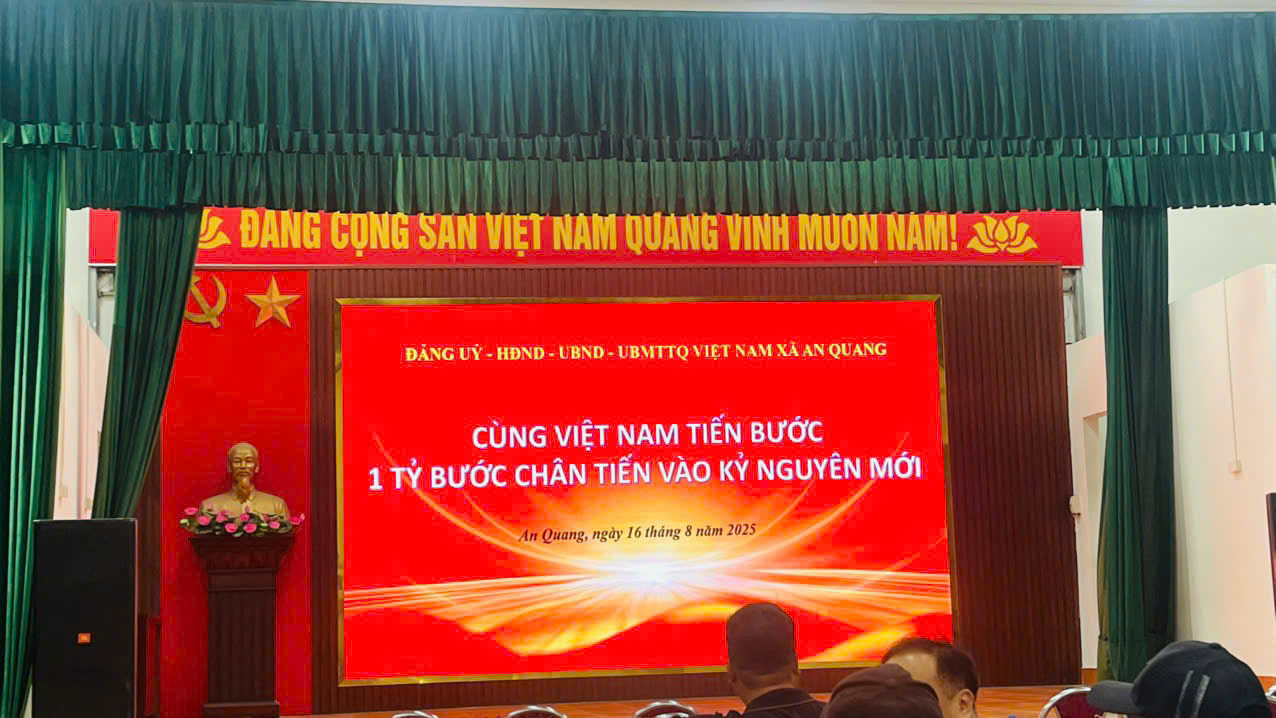 ĐẢNG CỘNG SẢN VIỆT NAM QUANG VINH MUÔN NĂM!
ĐẢNG UỶ - HĐND - UBND - UBMTTQ VIỆT NAM XÃ AN QUANG
CÙNG VIỆT NAM TIẾN BƯỚC
1 TỶ BƯỚC CHÂN TIẾN VÀO KỶ NGUYÊN MỚI
An Quang, ngày 16 tháng 8 năm 2025